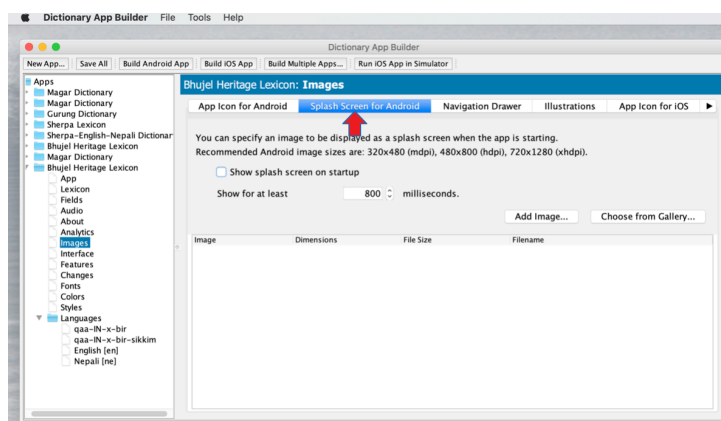 Dictionary App Builder File Tools Help
Dictionary App Builder
New App... Save All Build Android App Build iOS App Build Multiple Apps... Run iOS App in Simulator
Apps
Magar Dictionary
Magar Dictionary
Gurung Dictionary
Sherpa Lexicon
Sherpa-English-Nepali Dictionar
Bhujel Heritage Lexicon
Magar Dictionary
Bhujel Heritage Lexicon
App
Lexicon
Fields
Audio
About
Analytics
Images
Interface
Features
Changes
Fonts
Colors
Styles
Languages
qaa-IN-x-bir
qaa-IN-x-bir-sikkim
English [en]
Nepali [ne]
Bhujel Heritage Lexicon: Images
App Icon for Android Splash Screen for Android Navigation Drawer Illustrations App Icon for iOS
You can specify an image to be displayed as a splash screen when the app is starting.
Recommended Android image sizes are: 320x480 (mdpi), 480x800 (hdpi), 720x1280 (xhdpi).
Show splash screen on startup
Show for at least 800 milliseconds.
Add Image... Choose from Gallery...
Image Dimensions File Size Filename